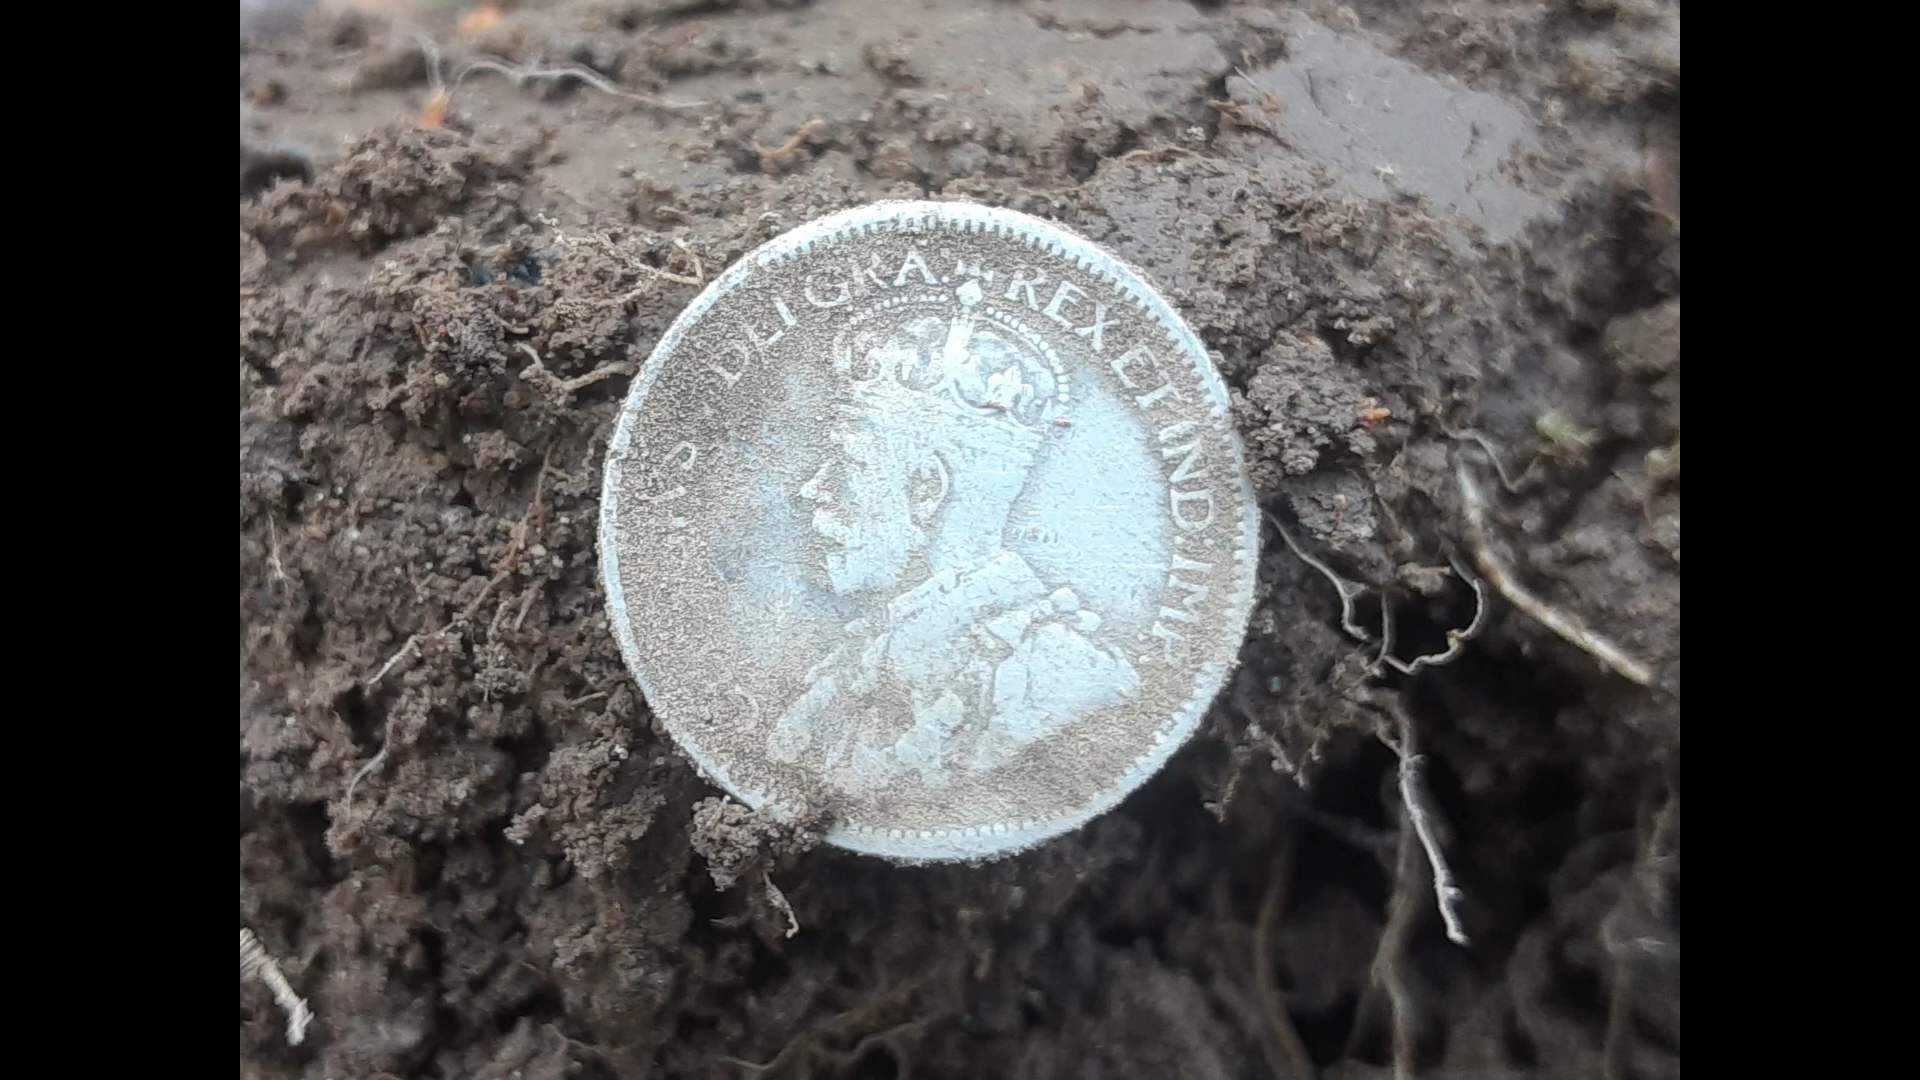 DEI GRA: REX ET IND: IMP: